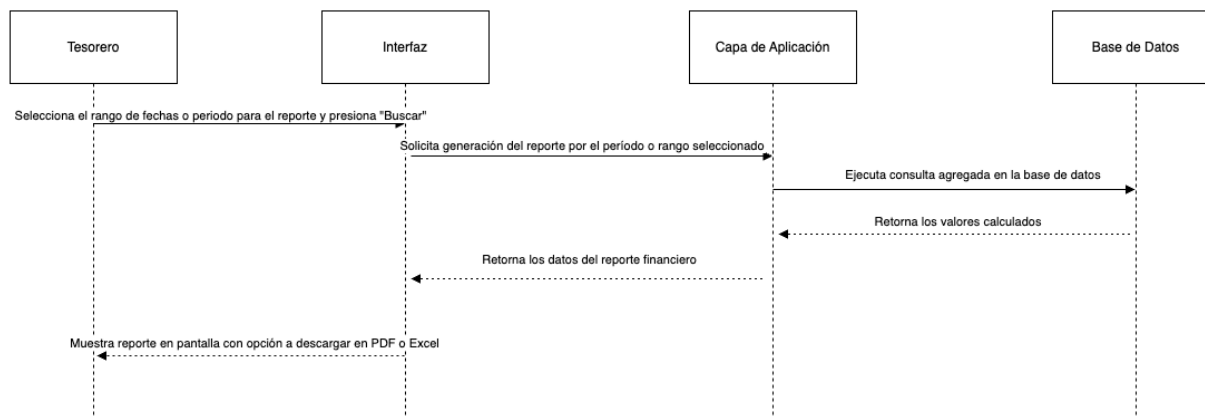 Tesorero
Interfaz
Capa de Aplicación
Base de Datos
Selecciona el rango de fechas o periodo para el reporte y presiona "Buscar"
Solicita generación del reporte por el período o rango seleccionado
Ejecuta consulta agregada en la base de datos
Retorna los valores calculados
Retorna los datos del reporte financiero
Muestra reporte en pantalla con opción a descargar en PDF o Excel